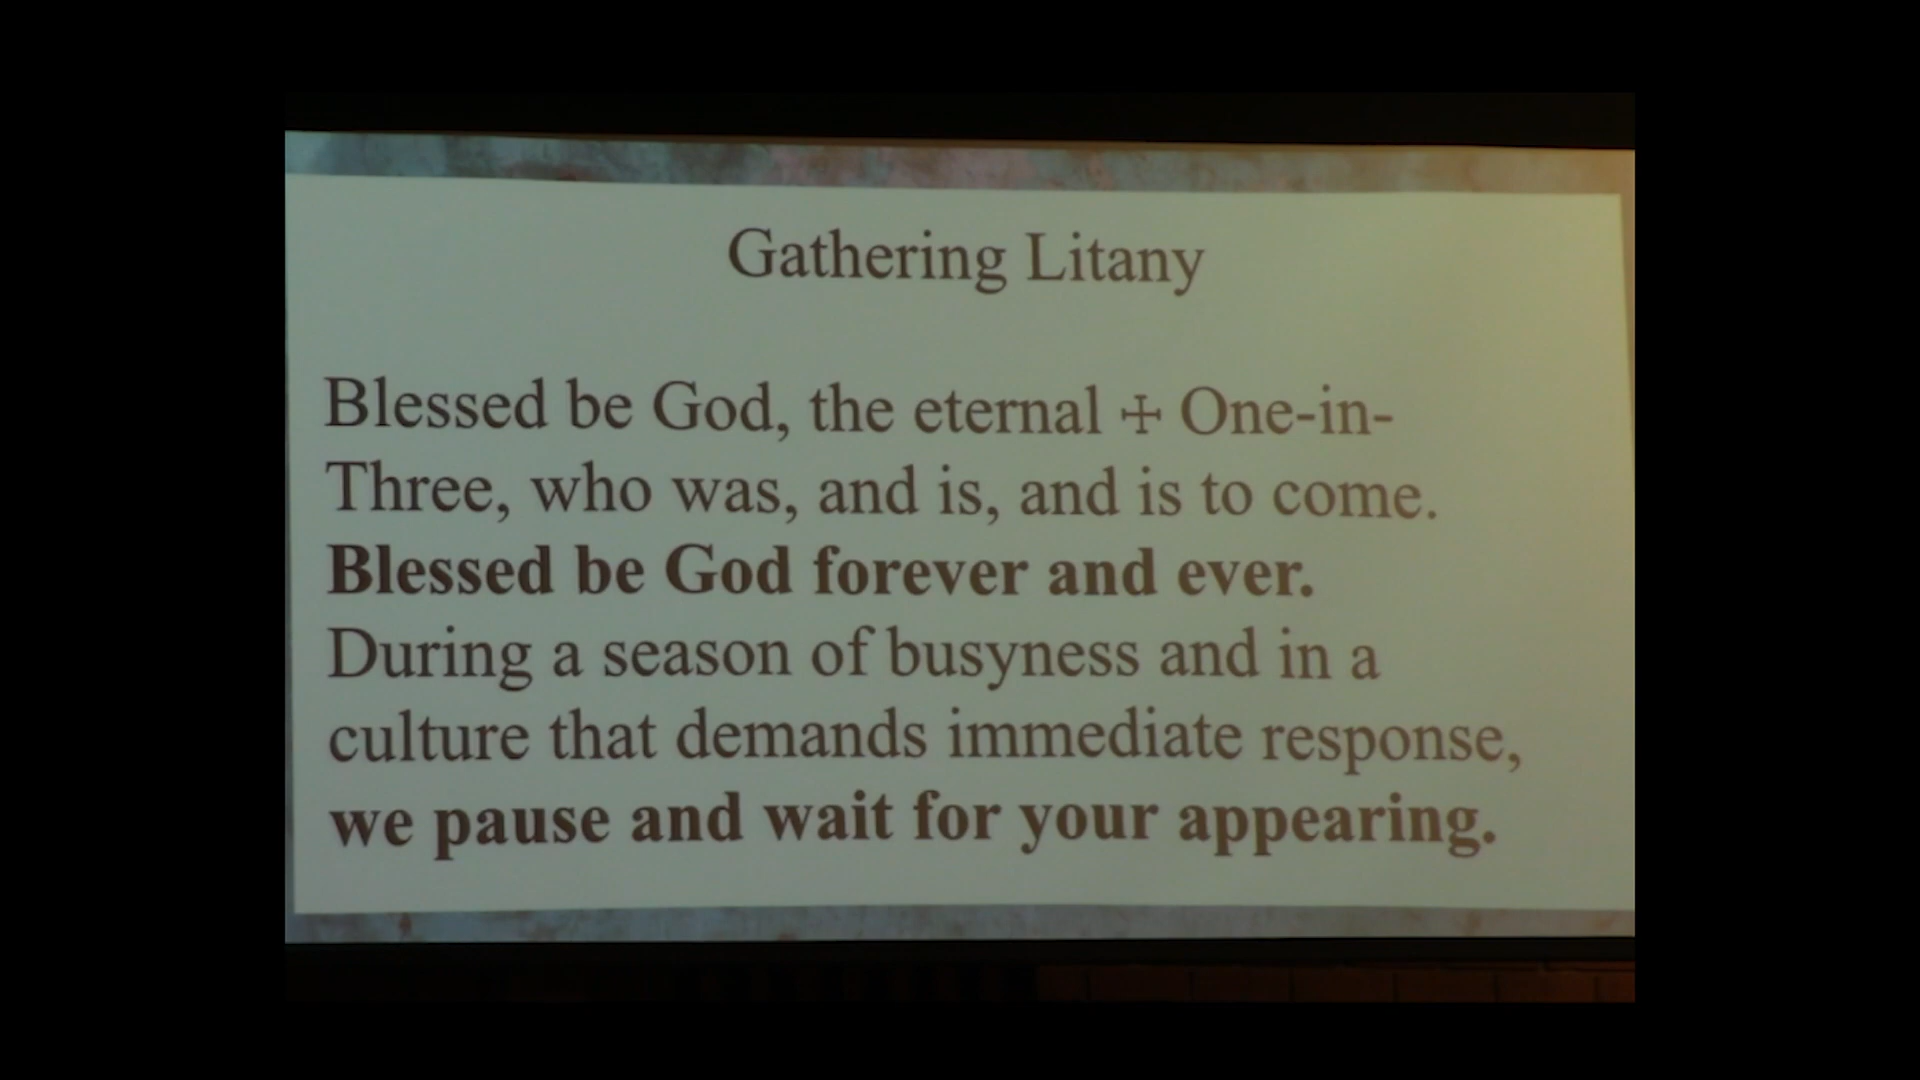 Gathering Litany
Blessed be God, the eternal ☩ One-in-
Three, who was, and is, and is to come.
Blessed be God forever and ever.
During a season of busyness and in a
culture that demands immediate response,
we pause and wait for your appearing.